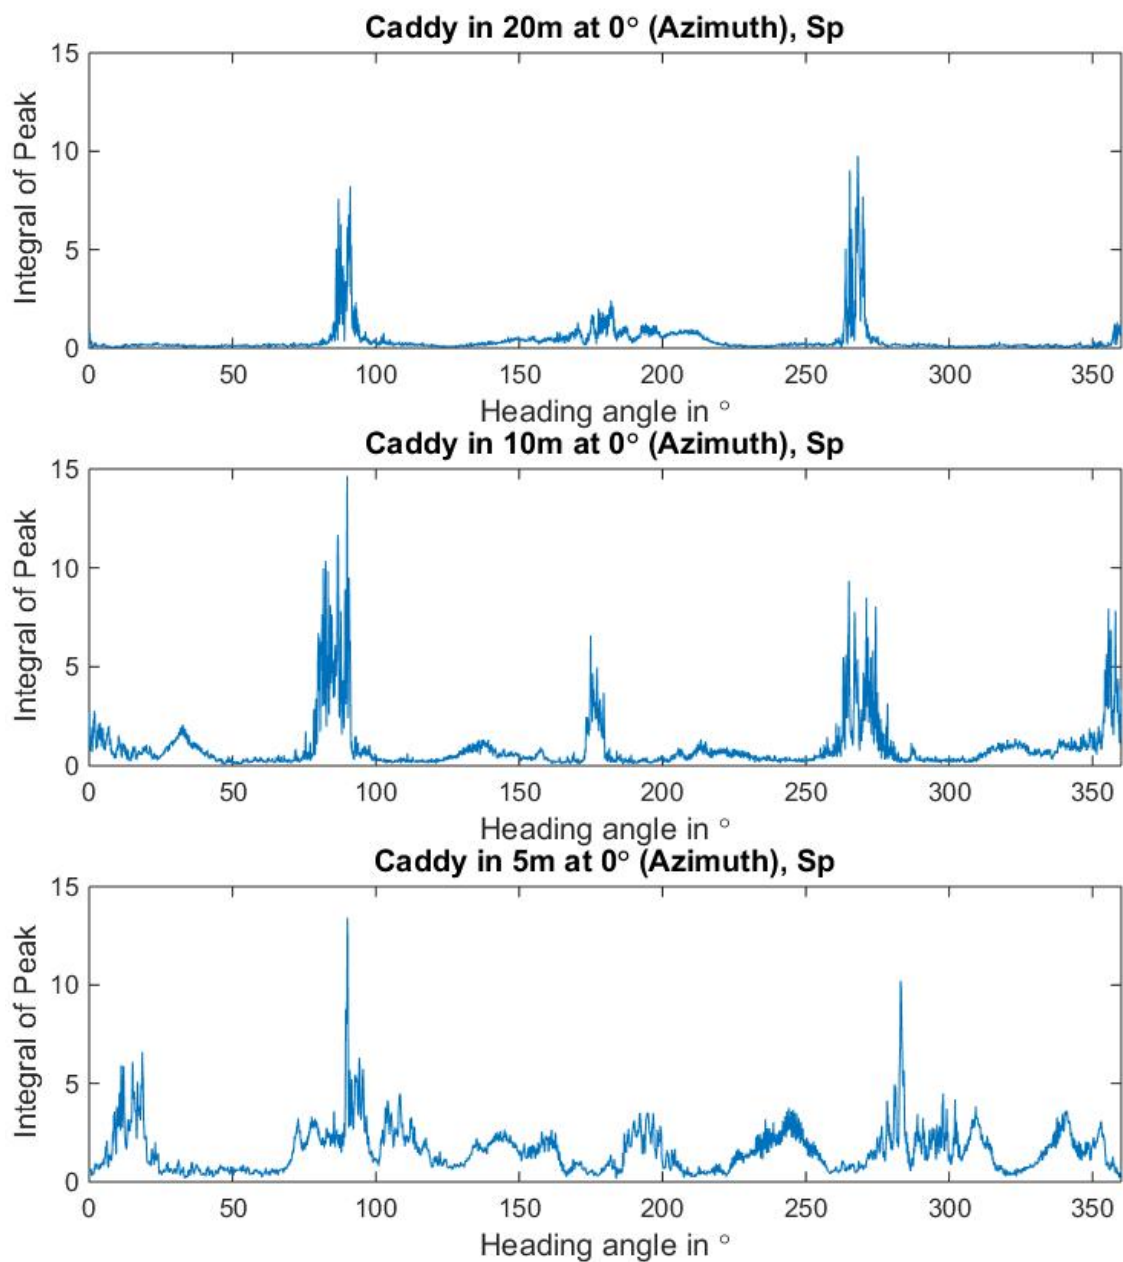 Caddy in 20m at 0° (Azimuth), Sp
15
10
5
0
Integral of Peak
0 50 100 150 200 250 300 350
Heading angle in °
Caddy in 10m at 0° (Azimuth), Sp
15
10
5
0
Integral of Peak
0 50 100 150 200 250 300 350
Heading angle in °
Caddy in 5m at 0° (Azimuth), Sp
15
10
5
0
Integral of Peak
0 50 100 150 200 250 300 350
Heading angle in °